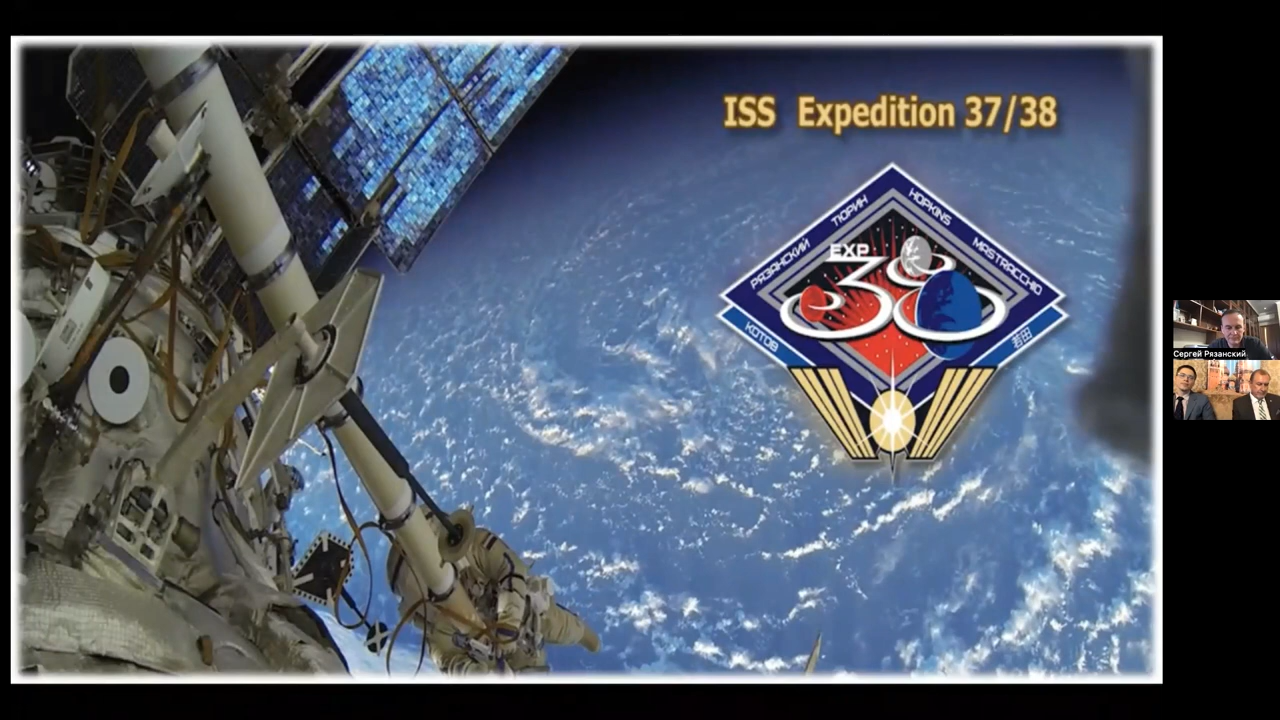 ISS Expedition 37/38
РЯЗАНСКИЙ
ТЮРИН
HOPKINS
MASTRACCHIO
EXP
38
КОТОВ
若田
Сергей Рязанский